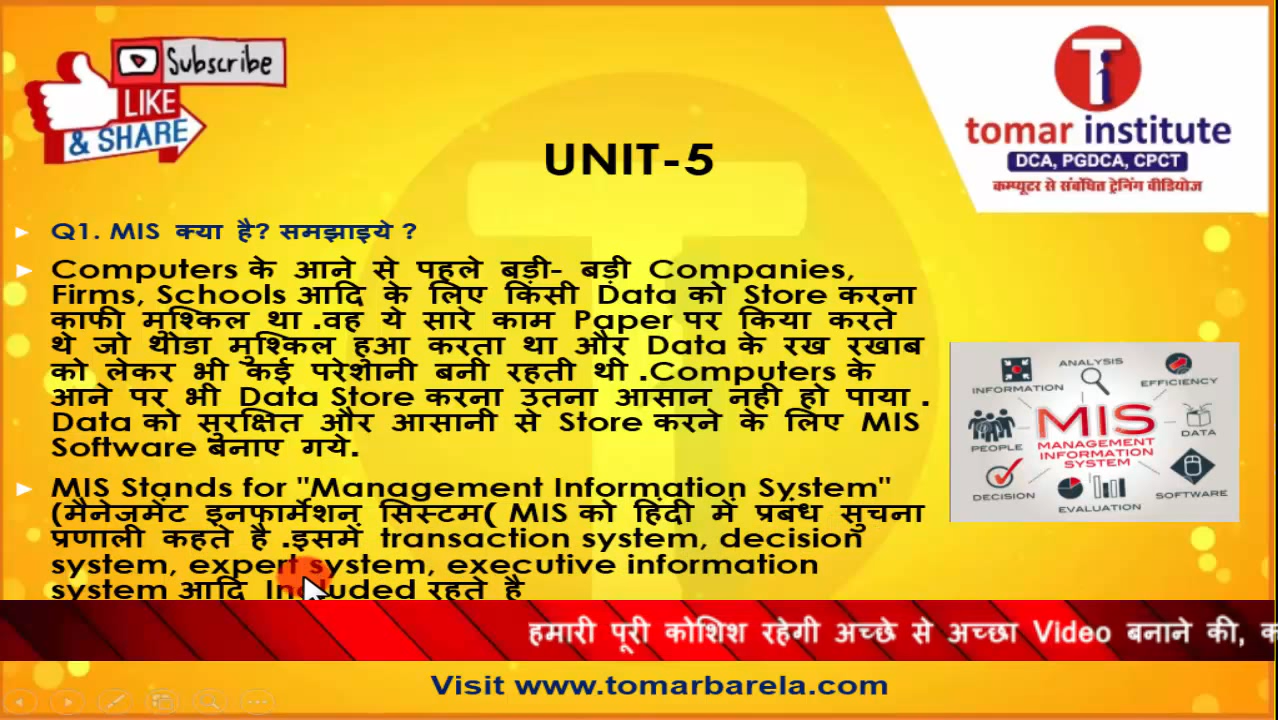 Subscribe
LIKE
& SHARE
tomar institute
DCA, PGDCA, CPCT
कम्प्यूटर से संबंधित ट्रेनिंग वीडियोज
UNIT-5
Q1. MIS क्या है? समझाइये ?
Computers के आने से पहले बड़ी- बड़ी Companies,
Firms, Schools आदि के लिए किसी Data को Store करना
काफी मुश्किल था .वह ये सारे काम Paper पर किया करते
थे जो थीडा मुश्किल हुआ करता था और Data के रख रखाब
को लेकर भी कई परेशानी बनी रहती थी .Computers के
आने पर भी Data Store करना उतना आसान नही हो पाया .
Data को सुरक्षित और आसानी से Store करने के लिए MIS
Software बेनाए गये.
MIS Stands for "Management Information System"
(मैनेजमेंट इनफार्मेशन सिस्टम( MIS को हिंदी में प्रबंध सुचना
प्रणाली कहते है .इसमें transaction system, decision
system, expert system, executive information
system आदि Included रहते है
INFORMATION
ANALYSIS
EFFICIENCY
PEOPLE
MIS
MANAGEMENT
INFORMATION
SYSTEM
DATA
DECISION
EVALUATION
SOFTWARE
हमारी पूरी कोशिश रहेगी अच्छे से अच्छा Video बनाने की,
Visit www.tomarbarela.com